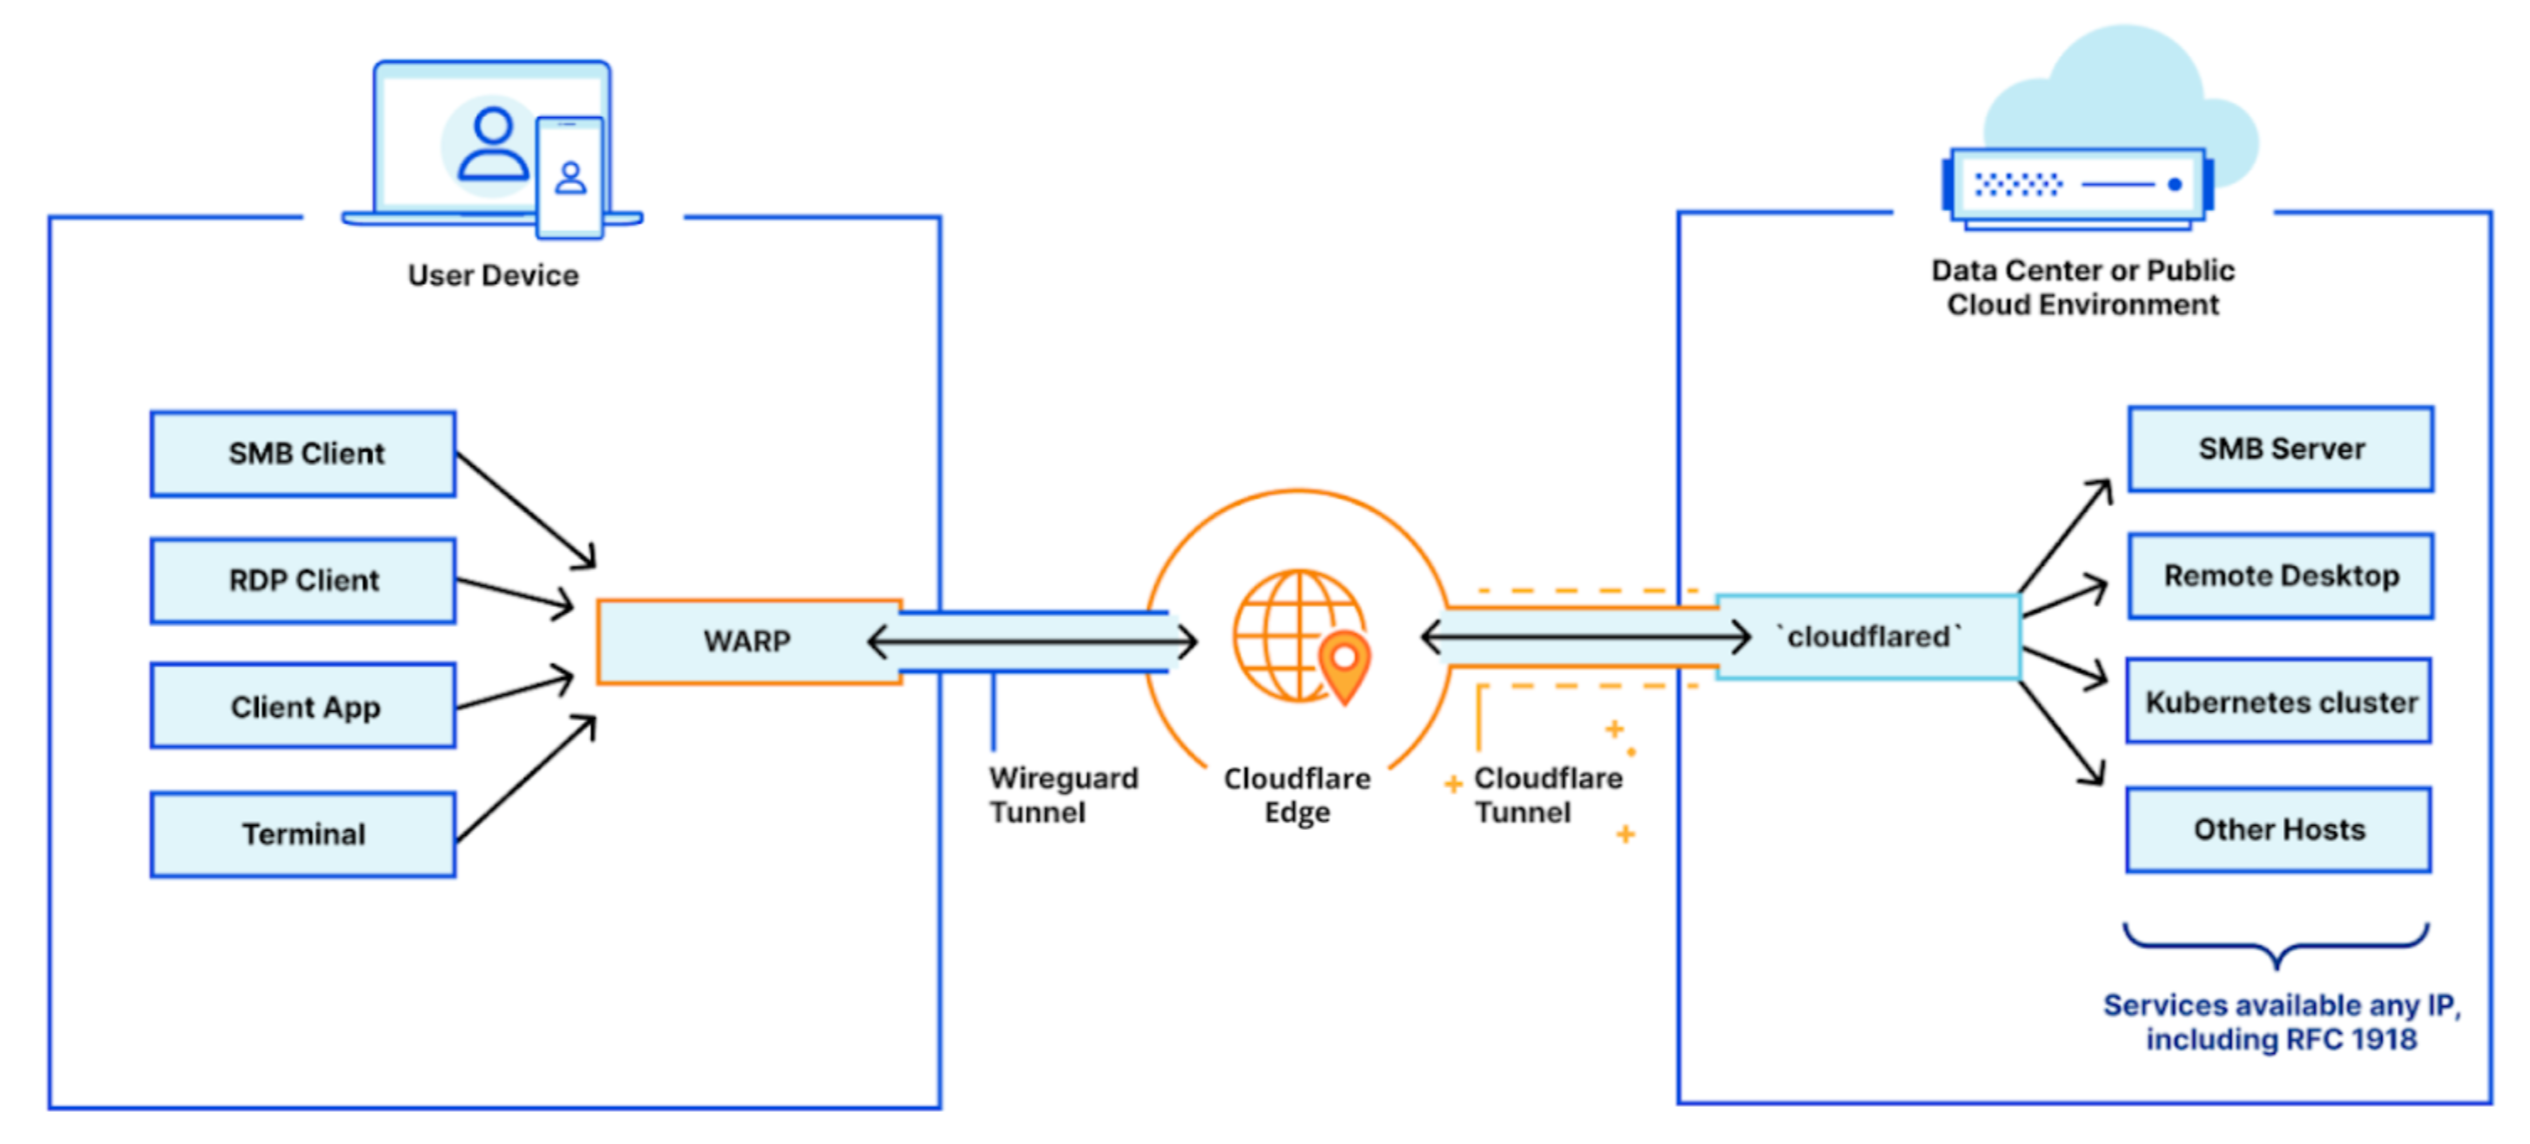 User Device
SMB Client
RDP Client
Client App
Terminal
WARP
Wireguard
Tunnel
Cloudflare
Edge
Cloudflare
Tunnel
Data Center or Public
Cloud Environment
`cloudflared`
SMB Server
Remote Desktop
Kubernetes cluster
Other Hosts
Services available any IP,
including RFC 1918